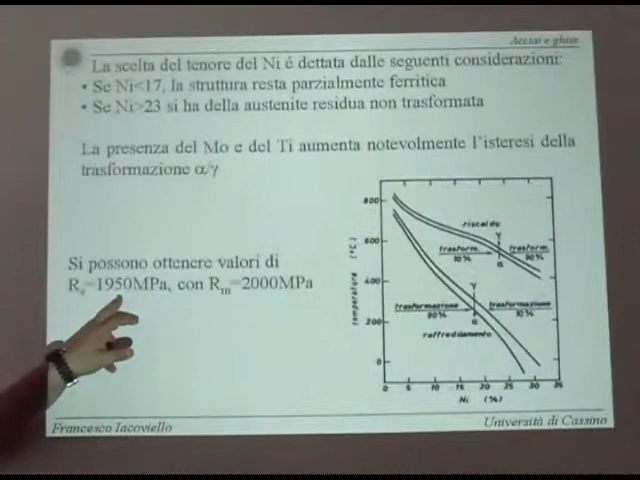 Acciai e ghise
La scelta del tenore del Ni é dettata dalle seguenti considerazioni:
• Se Ni<17, la struttura resta parzialmente ferritica
• Se Ni>23 si ha della austenite residua non trasformata
La presenza del Mo e del Ti aumenta notevolmente l'isteresi della
trasformazione α/γ
Si possono ottenere valori di
Rs=1950MPa, con Rm=2000MPa
800
600
400
200
0
temperatura (°C)
riscaldo
γ
trasform. 10%
trasform. 90%
α
γ
trasformazione 90%
trasformazione 10%
α
raffreddamento
0 5 10 15 20 25 30 35
Ni (%)
Francesco Iacoviello
Università di Cassino